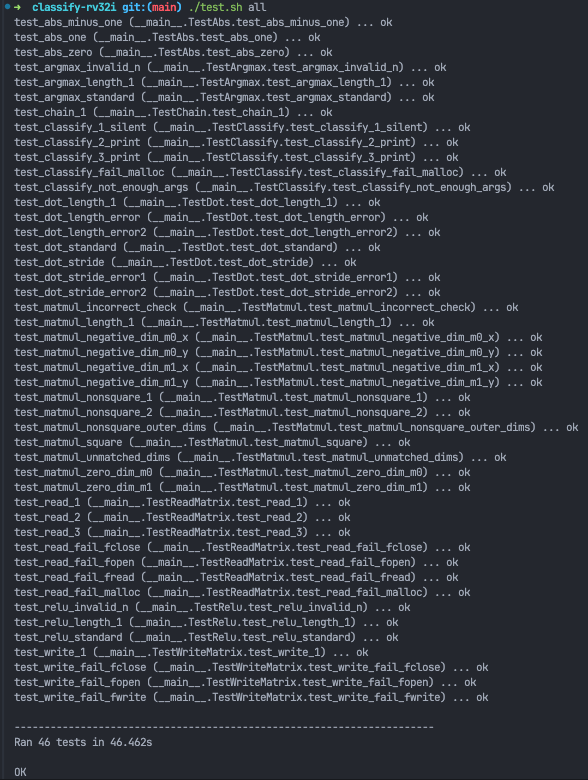 ➜  classify-rv32i git:(main) ./test.sh all
test_abs_minus_one (__main__.TestAbs.test_abs_minus_one) ... ok
test_abs_one (__main__.TestAbs.test_abs_one) ... ok
test_abs_zero (__main__.TestAbs.test_abs_zero) ... ok
test_argmax_invalid_n (__main__.TestArgmax.test_argmax_invalid_n) ... ok
test_argmax_length_1 (__main__.TestArgmax.test_argmax_length_1) ... ok
test_argmax_standard (__main__.TestArgmax.test_argmax_standard) ... ok
test_chain_1 (__main__.TestChain.test_chain_1) ... ok
test_classify_1_silent (__main__.TestClassify.test_classify_1_silent) ... ok
test_classify_2_print (__main__.TestClassify.test_classify_2_print) ... ok
test_classify_3_print (__main__.TestClassify.test_classify_3_print) ... ok
test_classify_fail_malloc (__main__.TestClassify.test_classify_fail_malloc) ... ok
test_classify_not_enough_args (__main__.TestClassify.test_classify_not_enough_args) ... ok
test_dot_length_1 (__main__.TestDot.test_dot_length_1) ... ok
test_dot_length_error (__main__.TestDot.test_dot_length_error) ... ok
test_dot_length_error2 (__main__.TestDot.test_dot_length_error2) ... ok
test_dot_standard (__main__.TestDot.test_dot_standard) ... ok
test_dot_stride (__main__.TestDot.test_dot_stride) ... ok
test_dot_stride_error1 (__main__.TestDot.test_dot_stride_error1) ... ok
test_dot_stride_error2 (__main__.TestDot.test_dot_stride_error2) ... ok
test_matmul_incorrect_check (__main__.TestMatmul.test_matmul_incorrect_check) ... ok
test_matmul_length_1 (__main__.TestMatmul.test_matmul_length_1) ... ok
test_matmul_negative_dim_m0_x (__main__.TestMatmul.test_matmul_negative_dim_m0_x) ... ok
test_matmul_negative_dim_m0_y (__main__.TestMatmul.test_matmul_negative_dim_m0_y) ... ok
test_matmul_negative_dim_m1_x (__main__.TestMatmul.test_matmul_negative_dim_m1_x) ... ok
test_matmul_negative_dim_m1_y (__main__.TestMatmul.test_matmul_negative_dim_m1_y) ... ok
test_matmul_nonsquare_1 (__main__.TestMatmul.test_matmul_nonsquare_1) ... ok
test_matmul_nonsquare_2 (__main__.TestMatmul.test_matmul_nonsquare_2) ... ok
test_matmul_nonsquare_outer_dims (__main__.TestMatmul.test_matmul_nonsquare_outer_dims) ... ok
test_matmul_square (__main__.TestMatmul.test_matmul_square) ... ok
test_matmul_unmatched_dims (__main__.TestMatmul.test_matmul_unmatched_dims) ... ok
test_matmul_zero_dim_m0 (__main__.TestMatmul.test_matmul_zero_dim_m0) ... ok
test_matmul_zero_dim_m1 (__main__.TestMatmul.test_matmul_zero_dim_m1) ... ok
test_read_1 (__main__.TestReadMatrix.test_read_1) ... ok
test_read_2 (__main__.TestReadMatrix.test_read_2) ... ok
test_read_3 (__main__.TestReadMatrix.test_read_3) ... ok
test_read_fail_fclose (__main__.TestReadMatrix.test_read_fail_fclose) ... ok
test_read_fail_fopen (__main__.TestReadMatrix.test_read_fail_fopen) ... ok
test_read_fail_fread (__main__.TestReadMatrix.test_read_fail_fread) ... ok
test_read_fail_malloc (__main__.TestReadMatrix.test_read_fail_malloc) ... ok
test_relu_invalid_n (__main__.TestRelu.test_relu_invalid_n) ... ok
test_relu_length_1 (__main__.TestRelu.test_relu_length_1) ... ok
test_relu_standard (__main__.TestRelu.test_relu_standard) ... ok
test_write_1 (__main__.TestWriteMatrix.test_write_1) ... ok
test_write_fail_fclose (__main__.TestWriteMatrix.test_write_fail_fclose) ... ok
test_write_fail_fopen (__main__.TestWriteMatrix.test_write_fail_fopen) ... ok
test_write_fail_fwrite (__main__.TestWriteMatrix.test_write_fail_fwrite) ... ok
----------------------------------------------------------------------
Ran 46 tests in 46.462s
OK